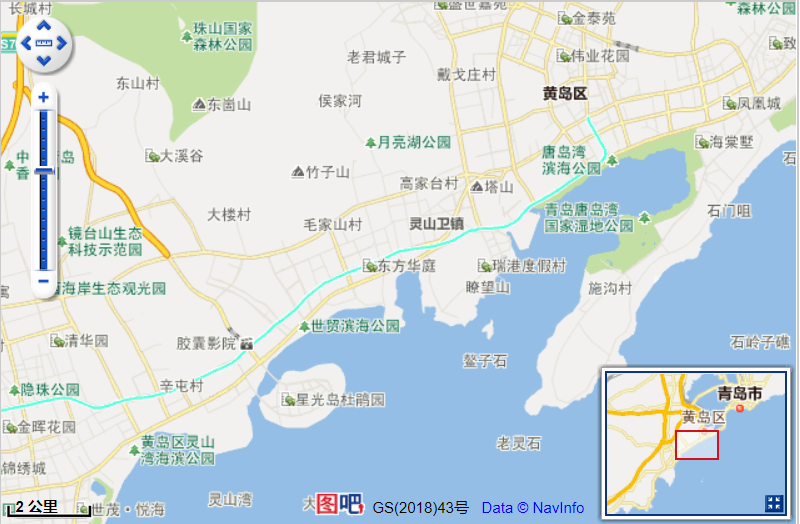 长城村
盛世嘉苑
金泰苑
珠山国家
森林公园
森林公园
S7
伟业花园
老君城子
戴戈庄村
致
东山村
黄岛区
侯家河
东崮山
凤凰城
月亮湖公园
海棠墅
唐岛湾
滨海公园
大溪谷
石
竹子山
高家台村
塔山
大楼村
青岛唐岛湾
国家湿地公园
石门咀
毛家山村
灵山卫镇
镜台山生态
科技示范园
东方华庭
瑞港度假村
瞭望山
施沟村
海岸生态观光园
寓
世贸滨海公园
清华园
胶囊影院
石岭子礁
鳌子石
辛屯村
隐珠公园
星光岛杜鹃园
青岛市
黄岛区
金晖花园
黄岛区灵山
湾海滨公园
老灵石
锦绣城
灵山湾
世茂·悦海
2 公里
大
图吧
GS(2018)43号
Data © NavInfo